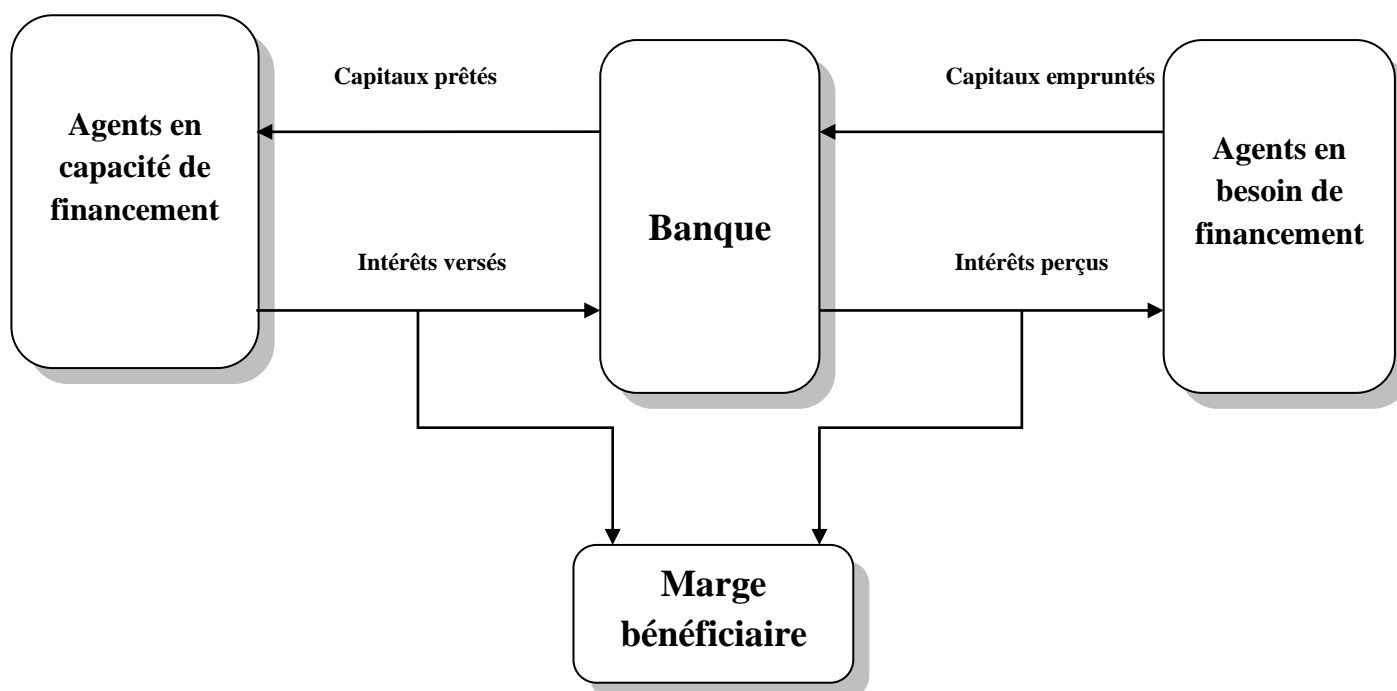 Capitaux prêtés
Capitaux empruntés
Agents en
capacité de
financement
Banque
Agents en
besoin de
financement
Intérêts versés
Intérêts perçus
Marge
bénéficiaire